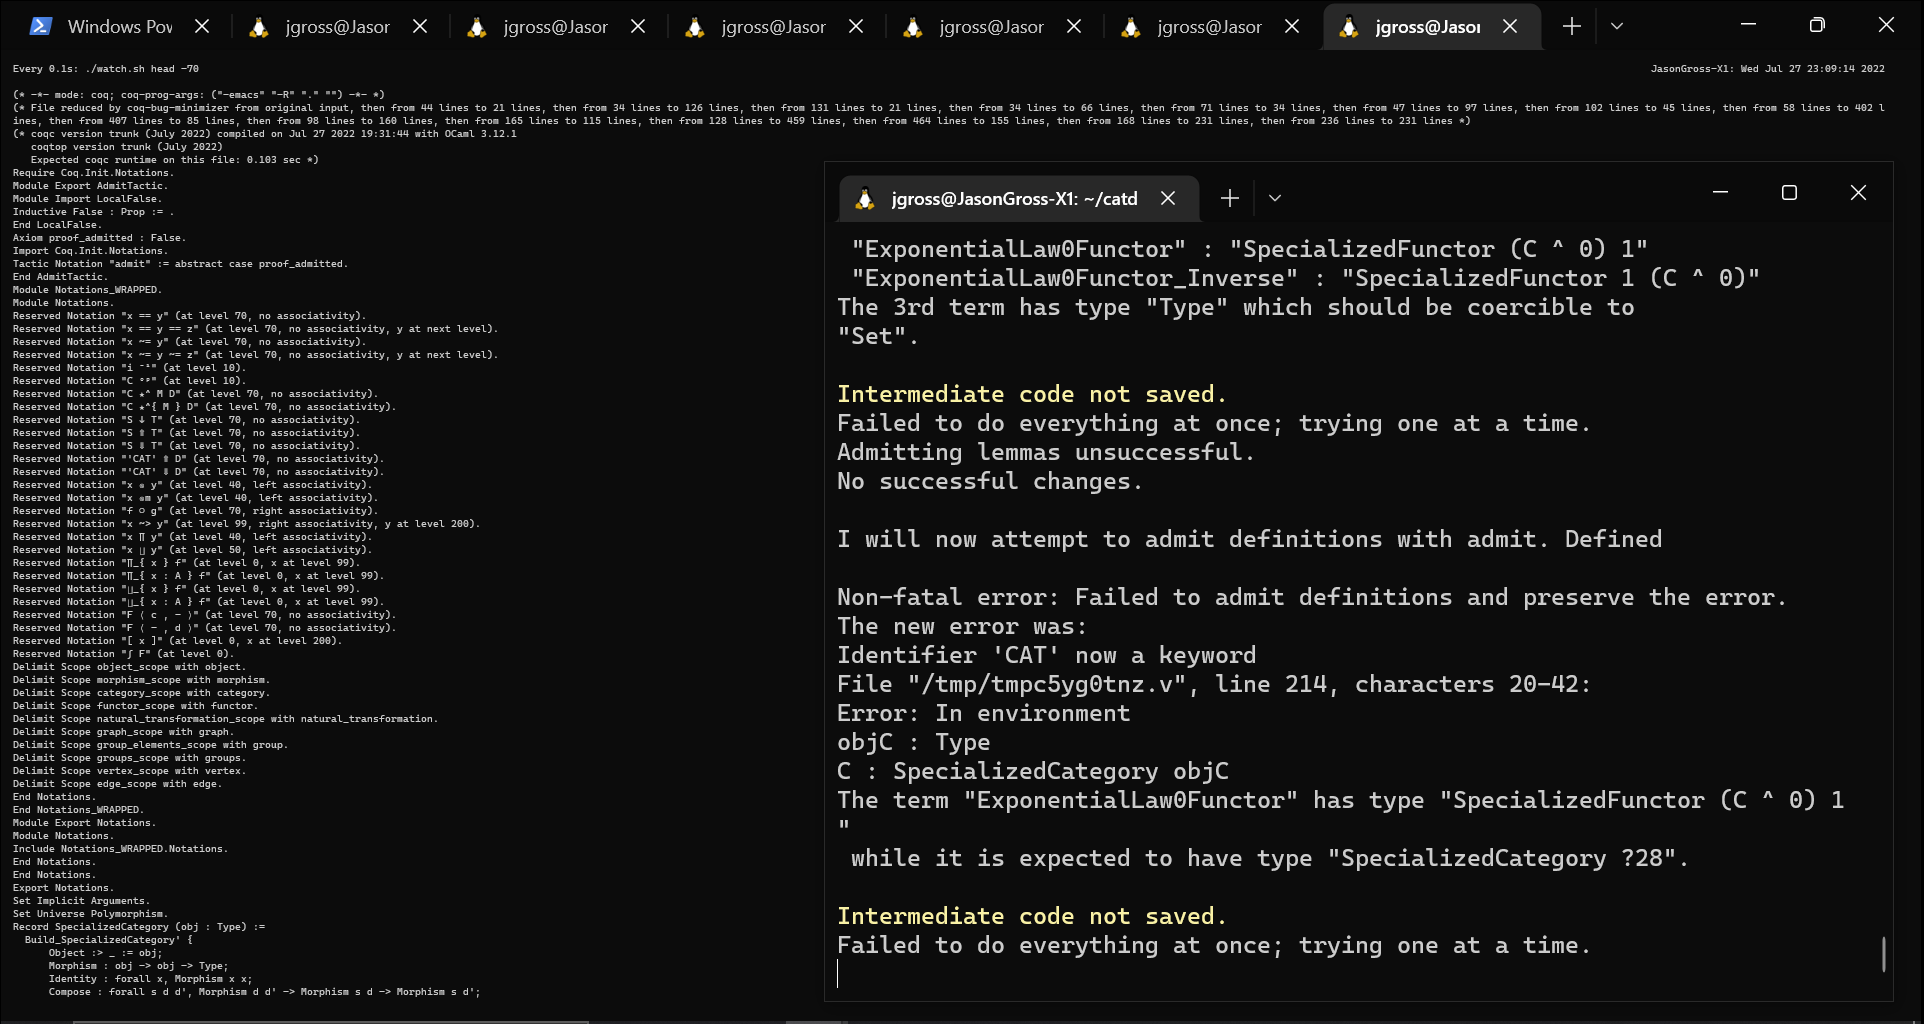 Windows Pow
jgross@Jasor
jgross@Jasor
jgross@Jasor
jgross@Jasor
jgross@Jasor
jgross@Jasor
Every 0.1s: ./watch.sh head -70
JasonGross-X1: Wed Jul 27 23:09:14 2022
(* -*- mode: coq; coq-prog-args: ("-emacs" "-R" "." "") -*- *)
(* File reduced by coq-bug-minimizer from original input, then from 44 lines to 21 lines, then from 34 lines to 126 lines, then from 131 lines to 21 lines, then from 34 lines to 66 lines, then from 71 lines to 34 lines, then from 47 lines to 97 lines, then from 102 lines to 45 lines, then from 58 lines to 402 l
ines, then from 407 lines to 85 lines, then from 98 lines to 160 lines, then from 165 lines to 115 lines, then from 128 lines to 459 lines, then from 464 lines to 155 lines, then from 168 lines to 231 lines, then from 236 lines to 231 lines *)
(* coqc version trunk (July 2022) compiled on Jul 27 2022 19:31:44 with OCaml 3.12.1
coqtop version trunk (July 2022)
Expected coqc runtime on this file: 0.103 sec *)
Require Coq.Init.Notations.
Module Export AdmitTactic.
Module Import LocalFalse.
Inductive False : Prop := .
End LocalFalse.
Axiom proof_admitted : False.
Import Coq.Init.Notations.
Tactic Notation "admit" := abstract case proof_admitted.
End AdmitTactic.
Module Notations_WRAPPED.
Module Notations.
Reserved Notation "x == y" (at level 70, no associativity).
Reserved Notation "x == y == z" (at level 70, no associativity, y at next level).
Reserved Notation "x ~= y" (at level 70, no associativity).
Reserved Notation "x ~= y ~= z" (at level 70, no associativity, y at next level).
Reserved Notation "i ⁻¹" (at level 10).
Reserved Notation "C ᵒᵖ" (at level 10).
Reserved Notation "C ★^ M D" (at level 70, no associativity).
Reserved Notation "C ★^{ M } D" (at level 70, no associativity).
Reserved Notation "S ↓ T" (at level 70, no associativity).
Reserved Notation "S ⇑ T" (at level 70, no associativity).
Reserved Notation "S ⇓ T" (at level 70, no associativity).
Reserved Notation "'CAT' ⇑ D" (at level 70, no associativity).
Reserved Notation "'CAT' ⇓ D" (at level 70, no associativity).
Reserved Notation "x ⊗ y" (at level 40, left associativity).
Reserved Notation "x ⊗m y" (at level 40, left associativity).
Reserved Notation "f ○ g" (at level 70, right associativity).
Reserved Notation "x ~> y" (at level 99, right associativity, y at level 200).
Reserved Notation "x ∏ y" (at level 40, left associativity).
Reserved Notation "x ∐ y" (at level 50, left associativity).
Reserved Notation "∏_{ x } f" (at level 0, x at level 99).
Reserved Notation "∏_{ x : A } f" (at level 0, x at level 99).
Reserved Notation "∐_{ x } f" (at level 0, x at level 99).
Reserved Notation "∐_{ x : A } f" (at level 0, x at level 99).
Reserved Notation "F ⟨ c , - ⟩" (at level 70, no associativity).
Reserved Notation "F ⟨ - , d ⟩" (at level 70, no associativity).
Reserved Notation "[ x ]" (at level 0, x at level 200).
Reserved Notation "∫ F" (at level 0).
Delimit Scope object_scope with object.
Delimit Scope morphism_scope with morphism.
Delimit Scope category_scope with category.
Delimit Scope functor_scope with functor.
Delimit Scope natural_transformation_scope with natural_transformation.
Delimit Scope graph_scope with graph.
Delimit Scope group_elements_scope with group.
Delimit Scope groups_scope with groups.
Delimit Scope vertex_scope with vertex.
Delimit Scope edge_scope with edge.
End Notations.
End Notations_WRAPPED.
Module Export Notations.
Module Notations.
Include Notations_WRAPPED.Notations.
End Notations.
End Notations.
Export Notations.
Set Implicit Arguments.
Set Universe Polymorphism.
Record SpecializedCategory (obj : Type) :=
Build_SpecializedCategory' {
Object :> _ := obj;
Morphism : obj -> obj -> Type;
Identity : forall x, Morphism x x;
Compose : forall s d d', Morphism d d' -> Morphism s d -> Morphism s d';
jgross@JasonGross-X1: ~/catd
"ExponentialLaw0Functor" : "SpecializedFunctor (C ^ 0) 1"
"ExponentialLaw0Functor_Inverse" : "SpecializedFunctor 1 (C ^ 0)"
The 3rd term has type "Type" which should be coercible to
"Set".
Intermediate code not saved.
Failed to do everything at once; trying one at a time.
Admitting lemmas unsuccessful.
No successful changes.
I will now attempt to admit definitions with admit. Defined
Non-fatal error: Failed to admit definitions and preserve the error.
The new error was:
Identifier 'CAT' now a keyword
File "/tmp/tmpc5yg0tnz.v", line 214, characters 20-42:
Error: In environment
objC : Type
C : SpecializedCategory objC
The term "ExponentialLaw0Functor" has type "SpecializedFunctor (C ^ 0) 1
"
while it is expected to have type "SpecializedCategory ?28".
Intermediate code not saved.
Failed to do everything at once; trying one at a time.